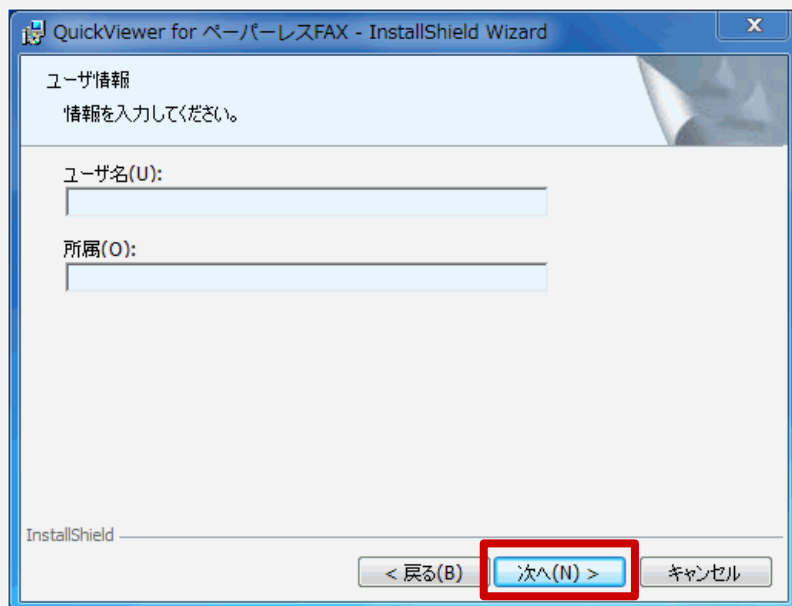 QuickViewer for ペーパーレスFAX - InstallShield Wizard
ユーザ情報
情報を入力してください。
ユーザ名(U):
所属(O):
InstallShield
< 戻る(B)
次へ(N) >
キャンセル